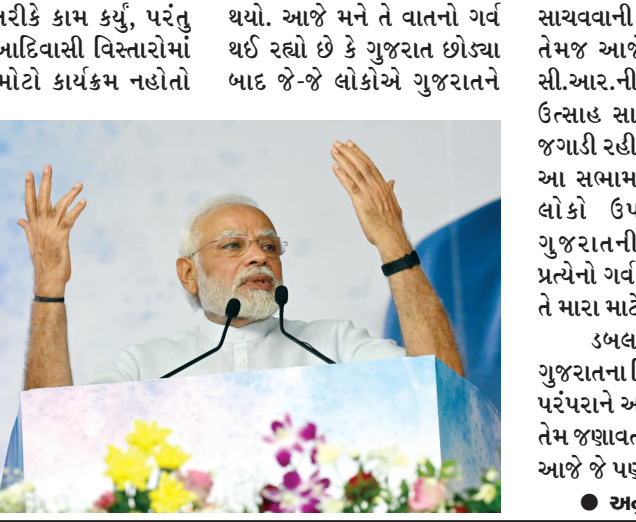 રીકે કામ કર્યું, પરંતુ
આદિવાસી વિસ્તારોમાં
મોટો કાર્યક્રમ નહોતો
થયો. આજે મને તે વાતનો ગર્વ
થઈ રહ્યો છે કે ગુજરાત છોડ્યા
બાદ જે-જે લોકોએ ગુજરાતને
સાચવવાની
તેમજ આજે
સી.આર.ની
ઉત્સાહ સા
જગાડી રહી
આ સભામ
લોકો ઉપ
ગુજરાતની
પ્રત્યેનો ગર્વ
તે મારા માટે
ડબલ
ગુજરાતના
પરંપરાને અ
તેમ જણાવત
આજે જે પણ
●